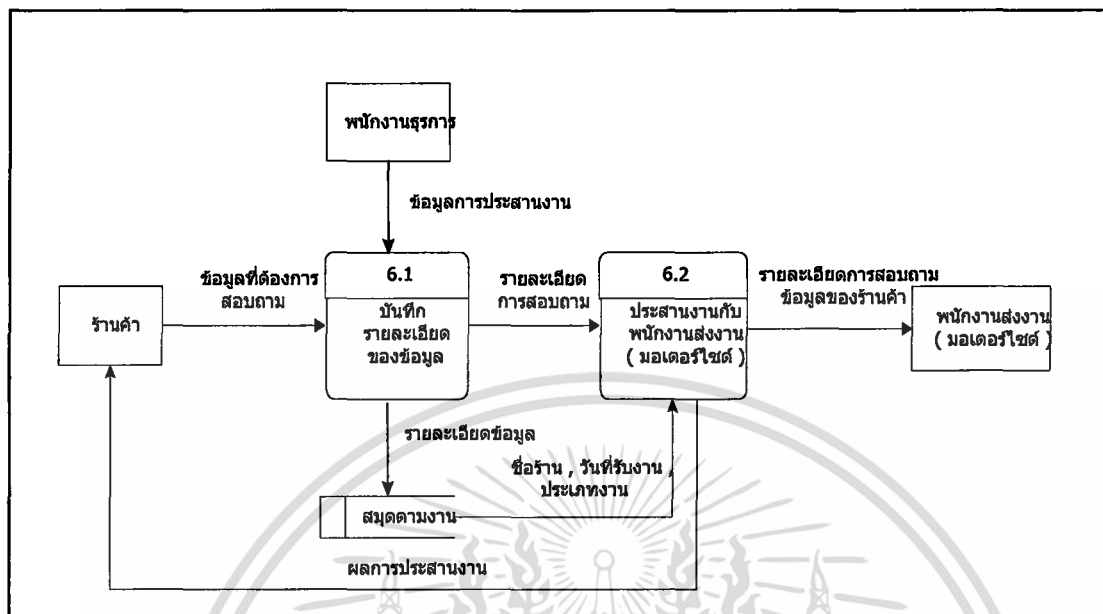 พนักงานธุรการ
ข้อมูลการประสานงาน
ข้อมูลที่ต้องการ
สอบถาม
6.1
รายละเอียด
การสอบถาม
6.2
รายละเอียดการสอบถาม
ข้อมูลของร้านค้า
ร้านค้า
บันทึก
รายละเอียด
ของข้อมูล
ประสานงานกับ
พนักงานส่งงาน
( มอเตอร์ไซด์ )
พนักงานส่งงาน
( มอเตอร์ไซด์ )
รายละเอียดข้อมูล
ชื่อร้าน , วันที่รับงาน ,
ประเภทงาน
สมุดตามงาน
ผลการประสานงาน